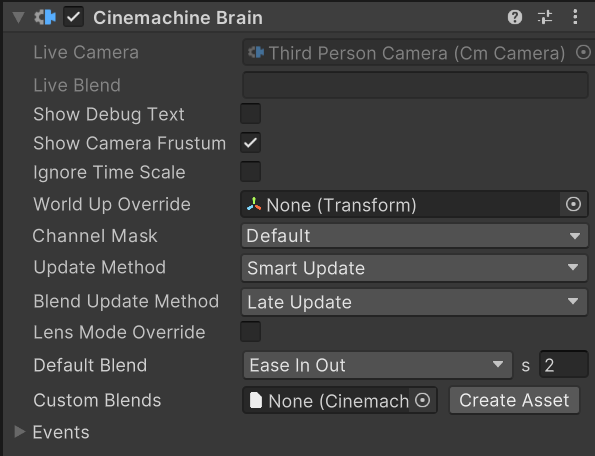 Cinemachine Brain
Live Camera Third Person Camera (Cm Camera)
Live Blend
Show Debug Text
Show Camera Frustum
Ignore Time Scale
World Up Override None (Transform)
Channel Mask Default
Update Method Smart Update
Blend Update Method Late Update
Lens Mode Override
Default Blend Ease In Out s 2
Custom Blends None (Cinemach Create Asset
Events